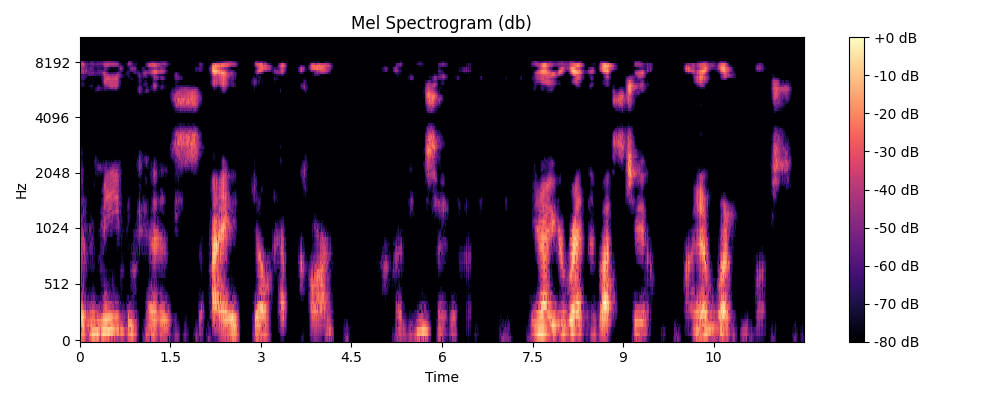 Mel Spectrogram (db)
Hz
8192
4096
2048
1024
512
0
0 1.5 3 4.5 6 7.5 9 10
Time
+0 dB
-10 dB
-20 dB
-30 dB
-40 dB
-50 dB
-60 dB
-70 dB
-80 dB